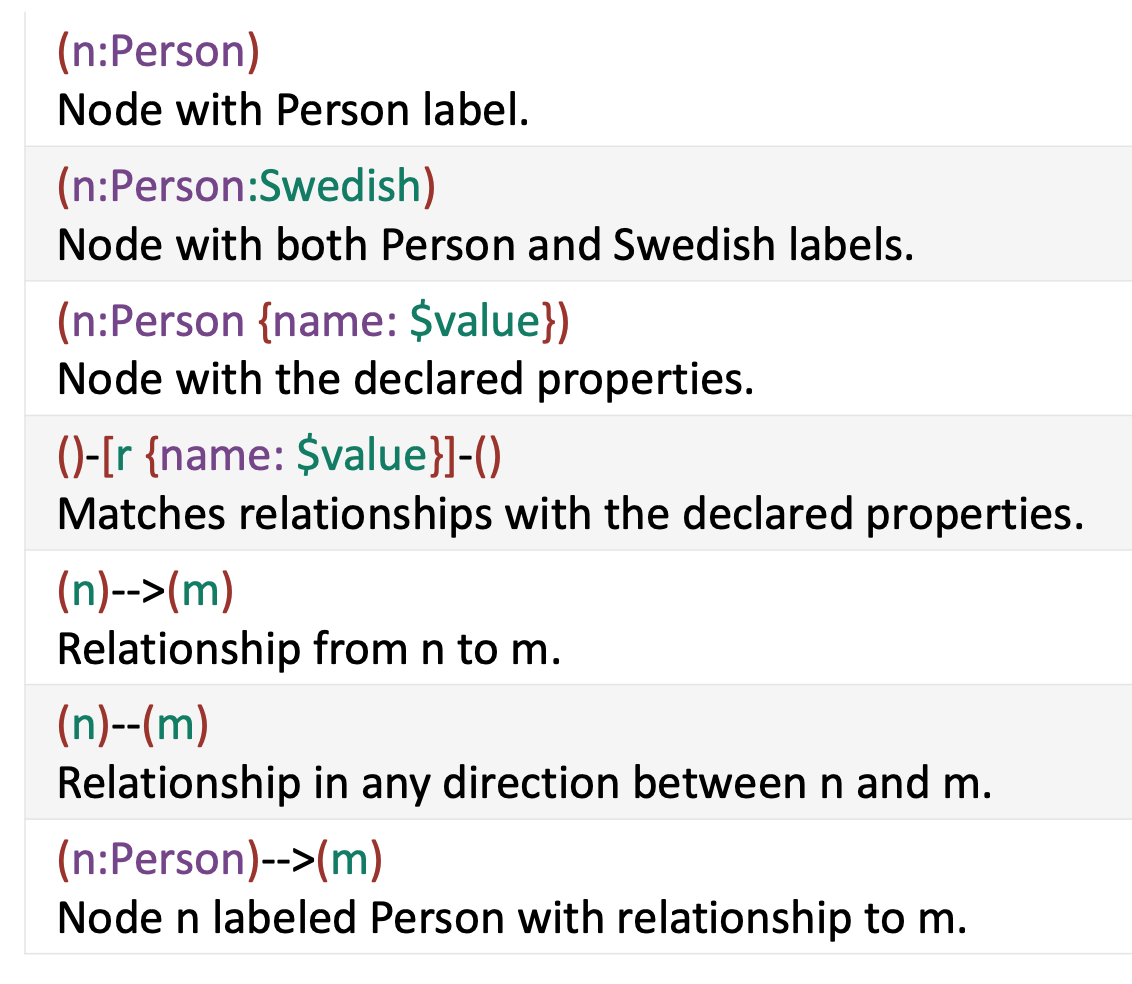 (n:Person)
Node with Person label.
(n:Person:Swedish)
Node with both Person and Swedish labels.
(n:Person {name: $value})
Node with the declared properties.
()-[r {name: $value}]-()
Matches relationships with the declared properties.
(n)-->(m)
Relationship from n to m.
(n)--(m)
Relationship in any direction between n and m.
(n:Person)-->(m)
Node n labeled Person with relationship to m.